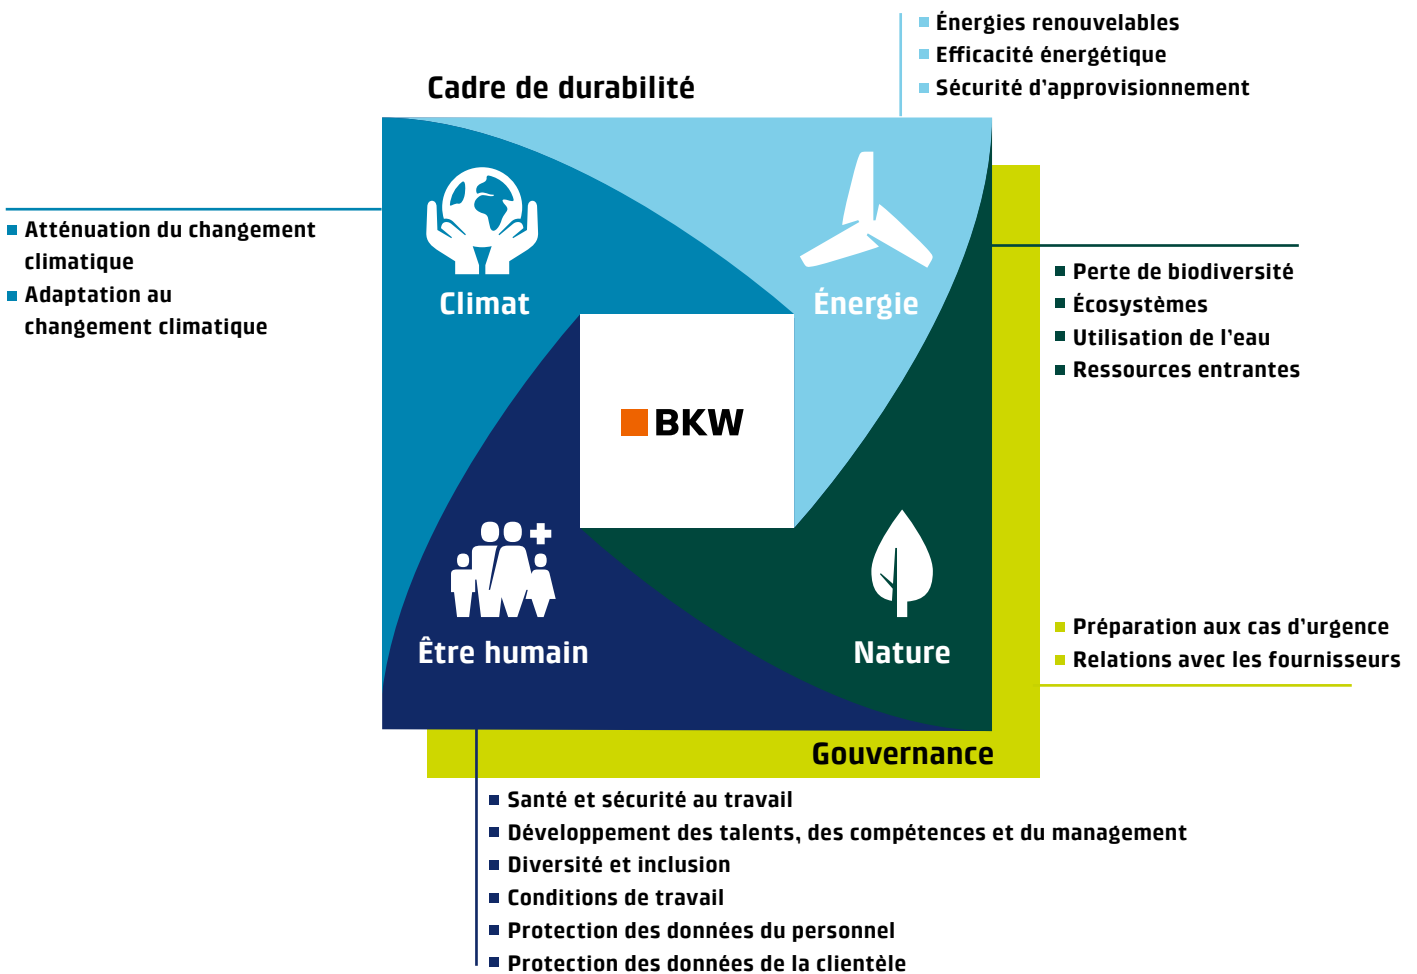 Énergies renouvelables
Efficacité énergétique
Sécurité d’approvisionnement
Cadre de durabilité
Atténuation du changement
climatique
Adaptation au
changement climatique
Climat
Énergie
Perte de biodiversité
Écosystèmes
Utilisation de l’eau
Ressources entrantes
BKW
Être humain
Nature
Préparation aux cas d’urgence
Relations avec les fournisseurs
Gouvernance
Santé et sécurité au travail
Développement des talents, des compétences et du management
Diversité et inclusion
Conditions de travail
Protection des données du personnel
Protection des données de la clientèle